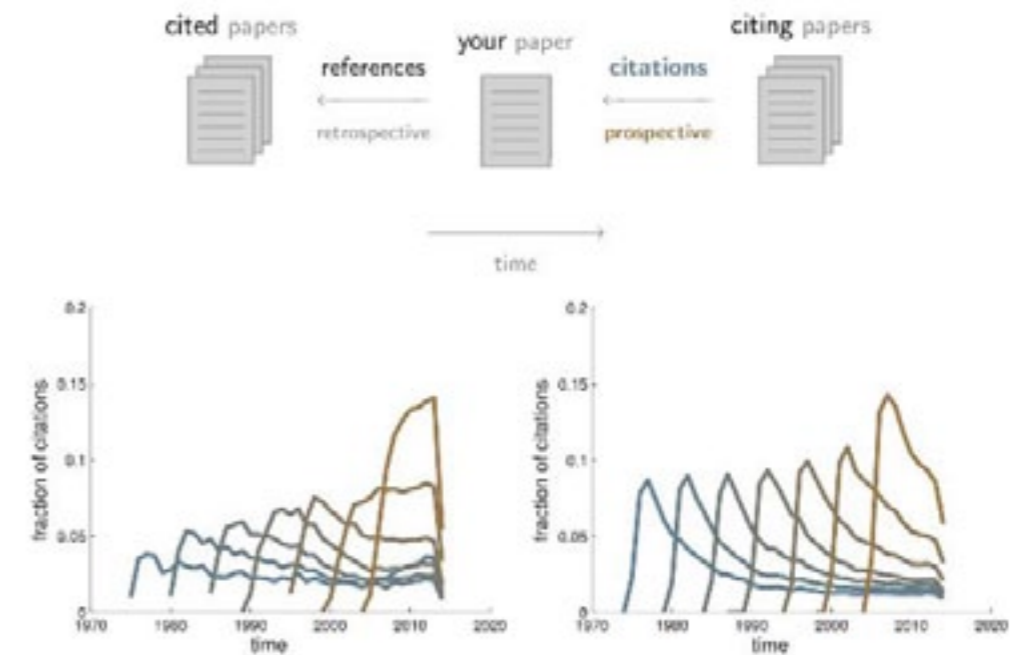 cited papers
your paper
citing papers
references
citations
retrospective
prospective
time
0.2
0.15
0.1
0.05
0
fraction of citations
1970
1980
1990
2000
2010
2020
time
0.2
0.15
0.1
0.05
0
fraction of citations
1970
1980
1990
2000
2010
2020
time